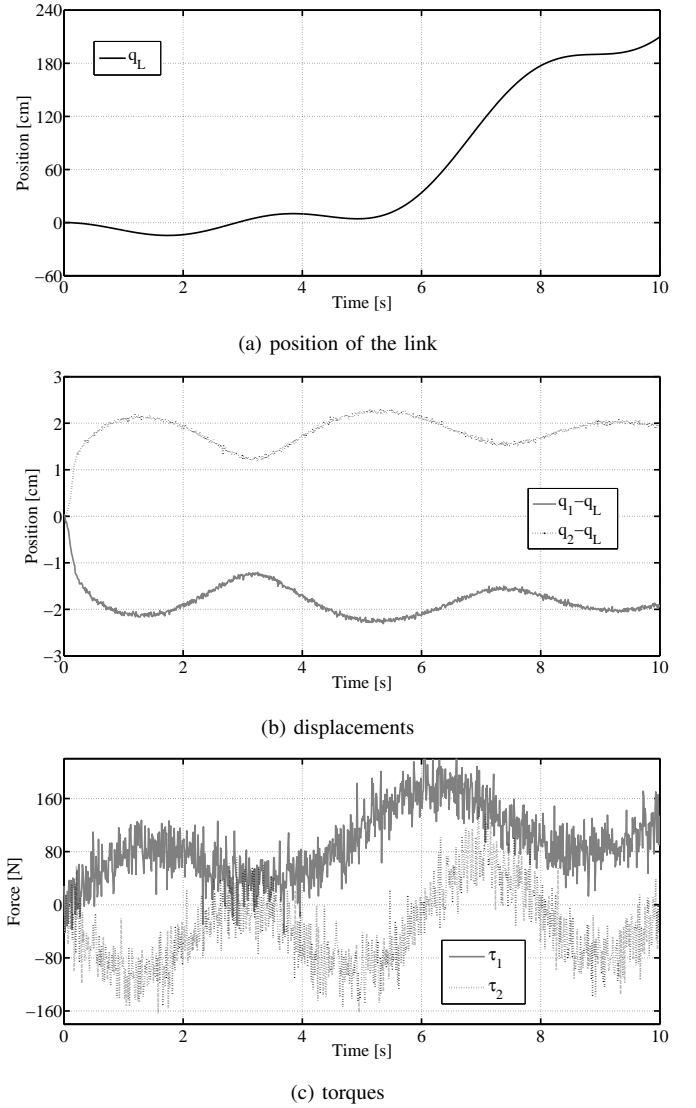 240
180
120
60
0
−60
Position [cm]
q_L
0 2 4 6 8 10
Time [s]
(a) position of the link
3
2
1
0
−1
−2
−3
Position [cm]
q_1−q_L
q_2−q_L
0 2 4 6 8 10
Time [s]
(b) displacements
160
80
0
−80
−160
Force [N]
τ_1
τ_2
0 2 4 6 8 10
Time [s]
(c) torques